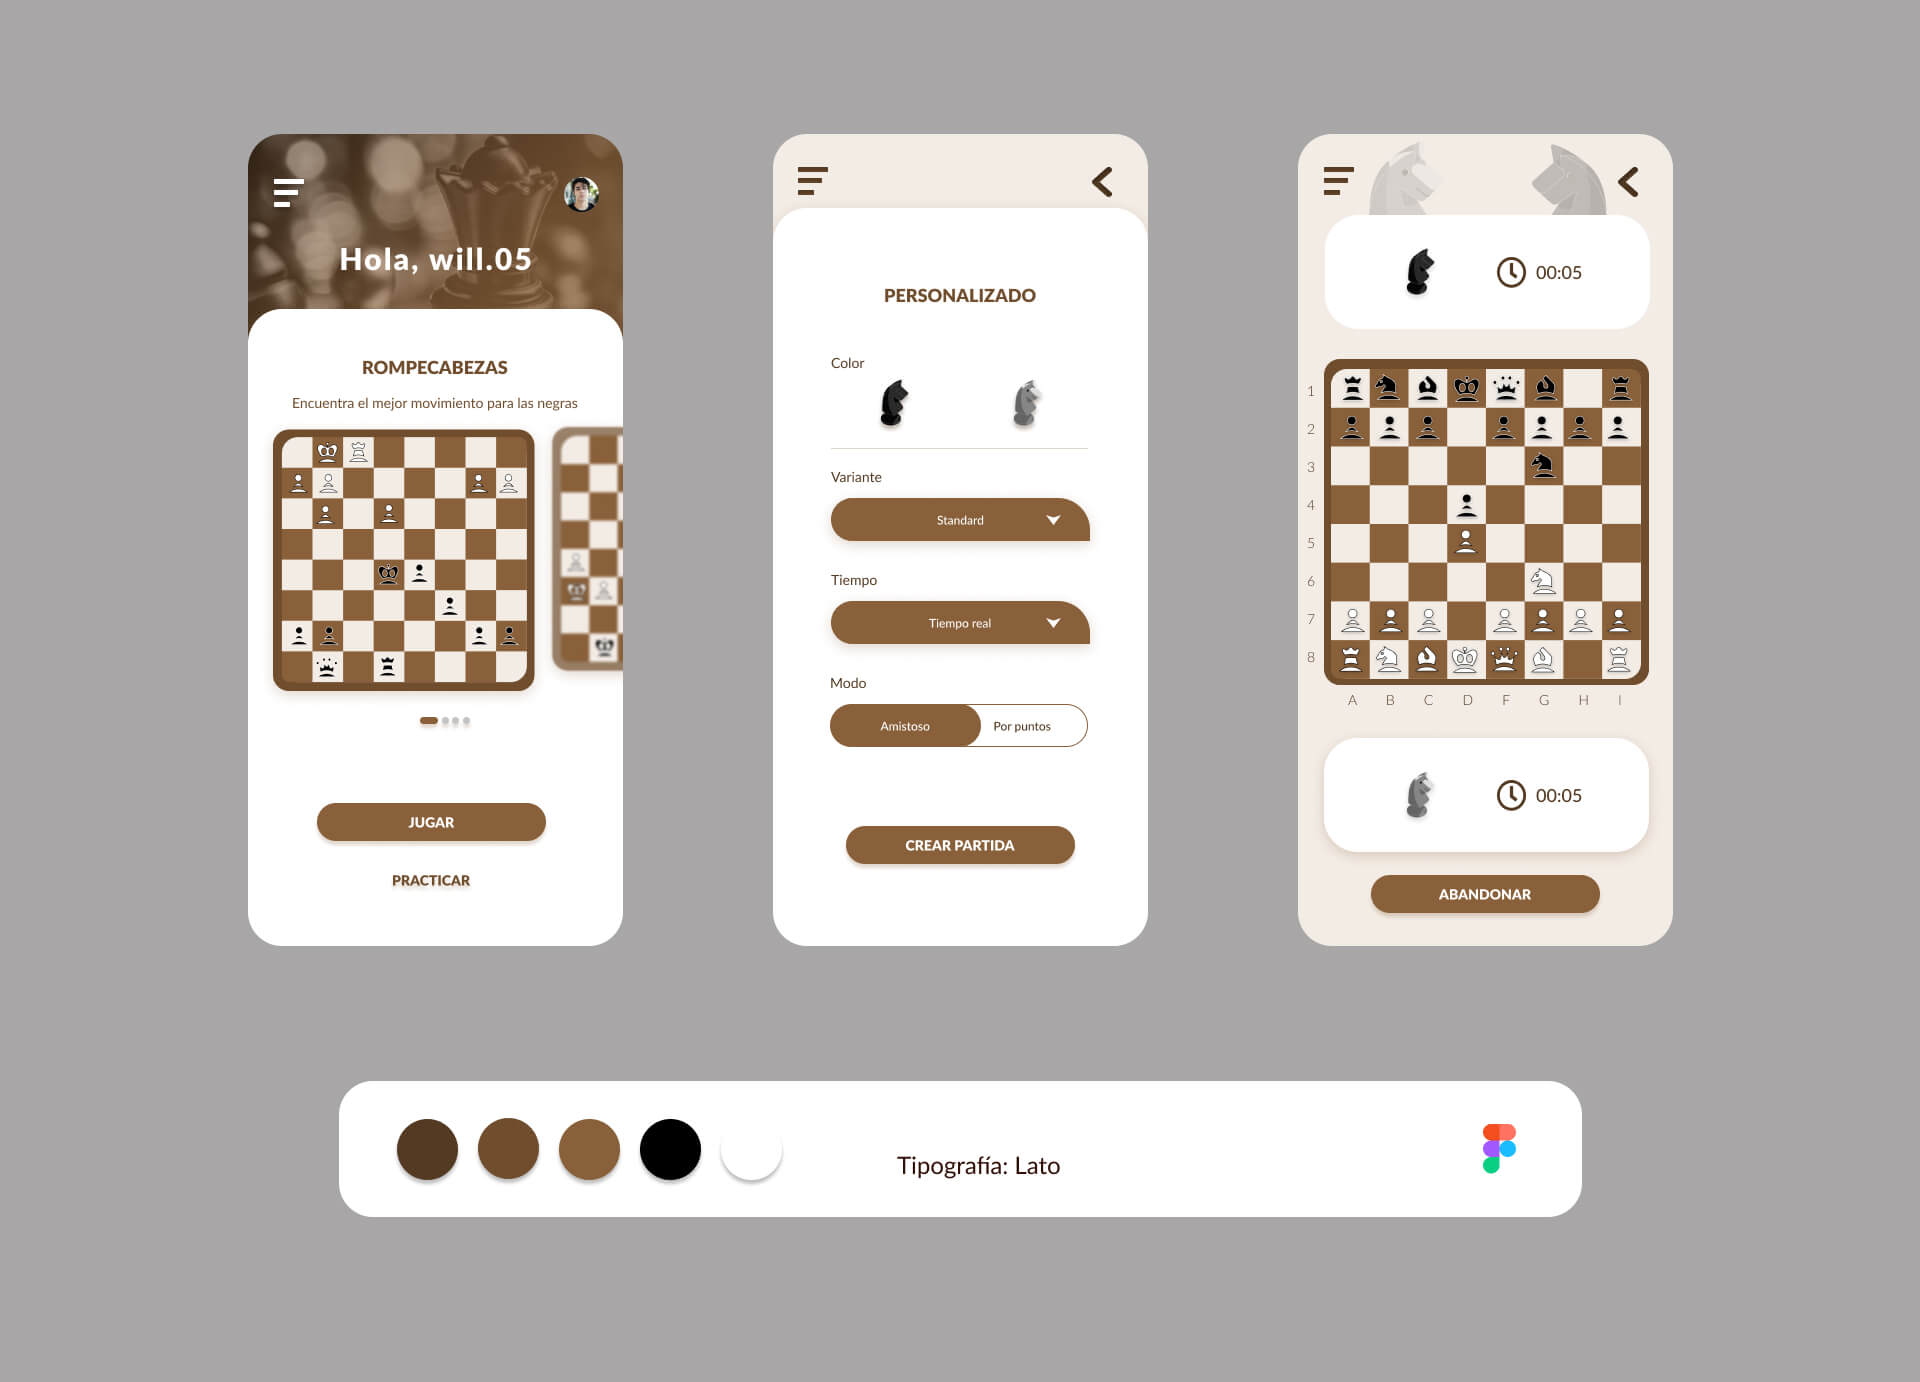 Hola, will.05
ROMPECABEZAS
Encuentra el mejor movimiento para las negras
JUGAR
PRACTICAR
PERSONALIZADO
Color
Variante
Standard
Tiempo
Tiempo real
Modo
Amistoso Por puntos
CREAR PARTIDA
00:05
1
2
3
4
5
6
7
8
A B C D F G H I
00:05
ABANDONAR
Tipografía: Lato